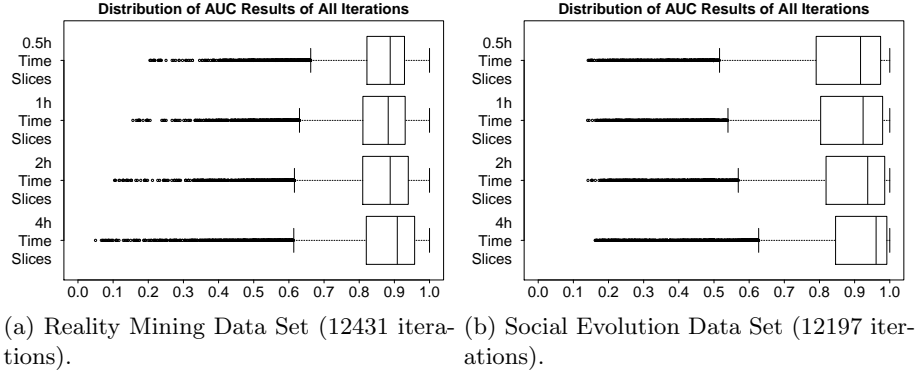 Distribution of AUC Results of All Iterations
0.5h
Time
Slices
1h
Time
Slices
2h
Time
Slices
4h
Time
Slices
0.0 0.1 0.2 0.3 0.4 0.5 0.6 0.7 0.8 0.9 1.0
(a) Reality Mining Data Set (12431 itera-
tions).
Distribution of AUC Results of All Iterations
0.5h
Time
Slices
1h
Time
Slices
2h
Time
Slices
4h
Time
Slices
0.0 0.1 0.2 0.3 0.4 0.5 0.6 0.7 0.8 0.9 1.0
(b) Social Evolution Data Set (12197 iter-
ations).